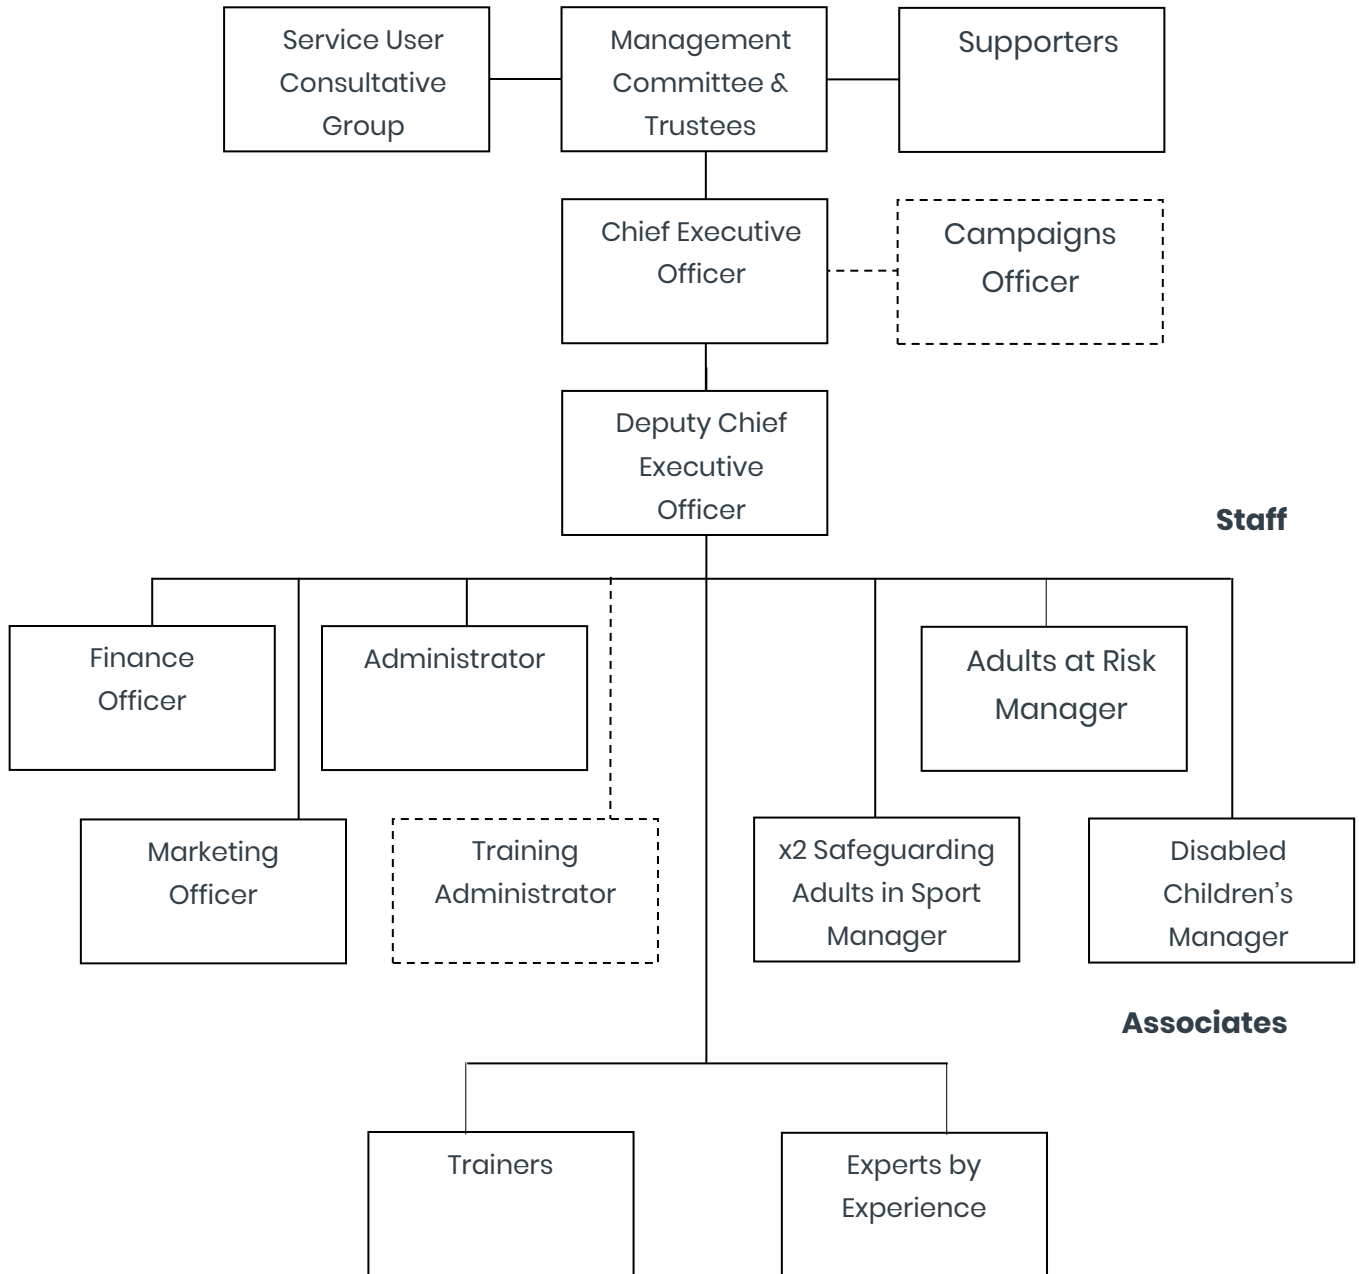 Service User
Consultative
Group
Management
Committee &
Trustees
Supporters
Chief Executive
Officer
Campaigns
Officer
Deputy Chief
Executive
Officer
Staff
Finance
Officer
Administrator
Adults at Risk
Manager
Marketing
Officer
Training
Administrator
x2 Safeguarding
Adults in Sport
Manager
Disabled
Children’s
Manager
Associates
Trainers
Experts by
Experience